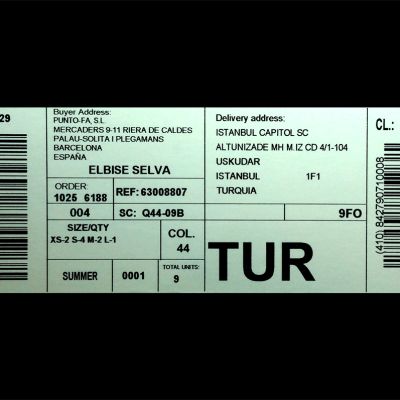 29
Buyer Address:
PUNTO-FA, S.L
MERCADERS 9-11 RIERA DE CALDES
PALAU-SOLITA I PLEGAMANS
BARCELONA
ESPAÑA
ELBISE SELVA
ORDER:
1025 6188
REF: 63008807
004
SC: Q44-09B
SIZE/QTY
XS-2 S-4 M-2 L-1
COL.
44
SUMMER
0001
TOTAL UNITS:
9
Delivery address:
ISTANBUL CAPITOL SC
ALTUNIZADE MH M.IZ CD 4/1-104
USKUDAR
ISTANBUL 1F1
TURQUIA
9FO
TUR
CL.:
(410) 842790710008